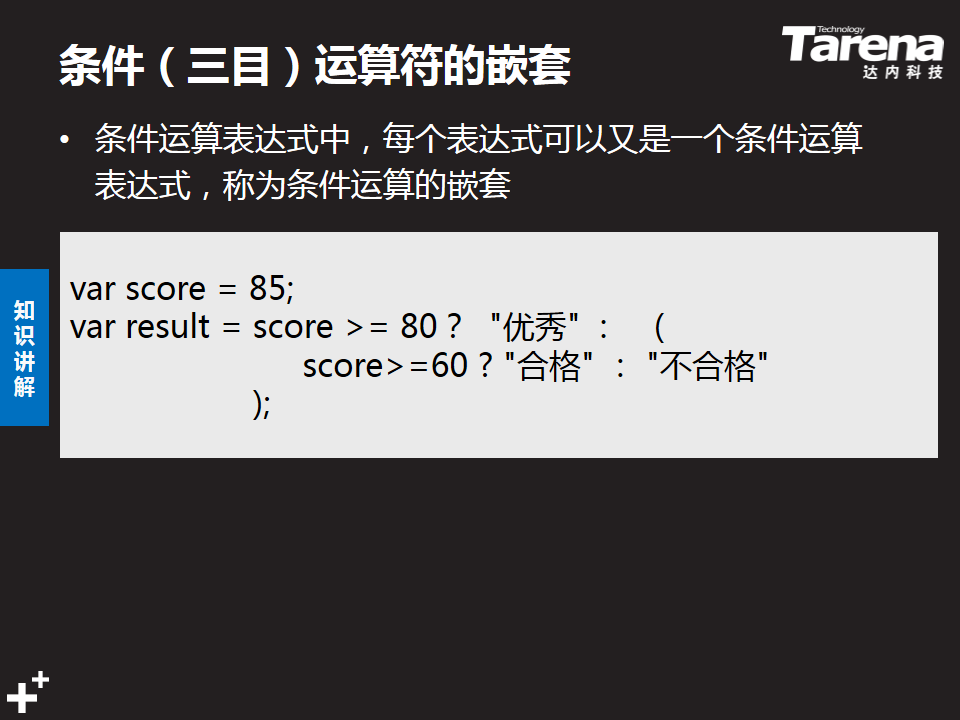 条件（三目）运算符的嵌套
Technology
Tarena
达内科技
• 条件运算表达式中，每个表达式可以又是一个条件运算
表达式，称为条件运算的嵌套
知识讲解
var score = 85;
var result = score >= 80？ "优秀" ： （
score>=60 ? "合格" ： "不合格"
);